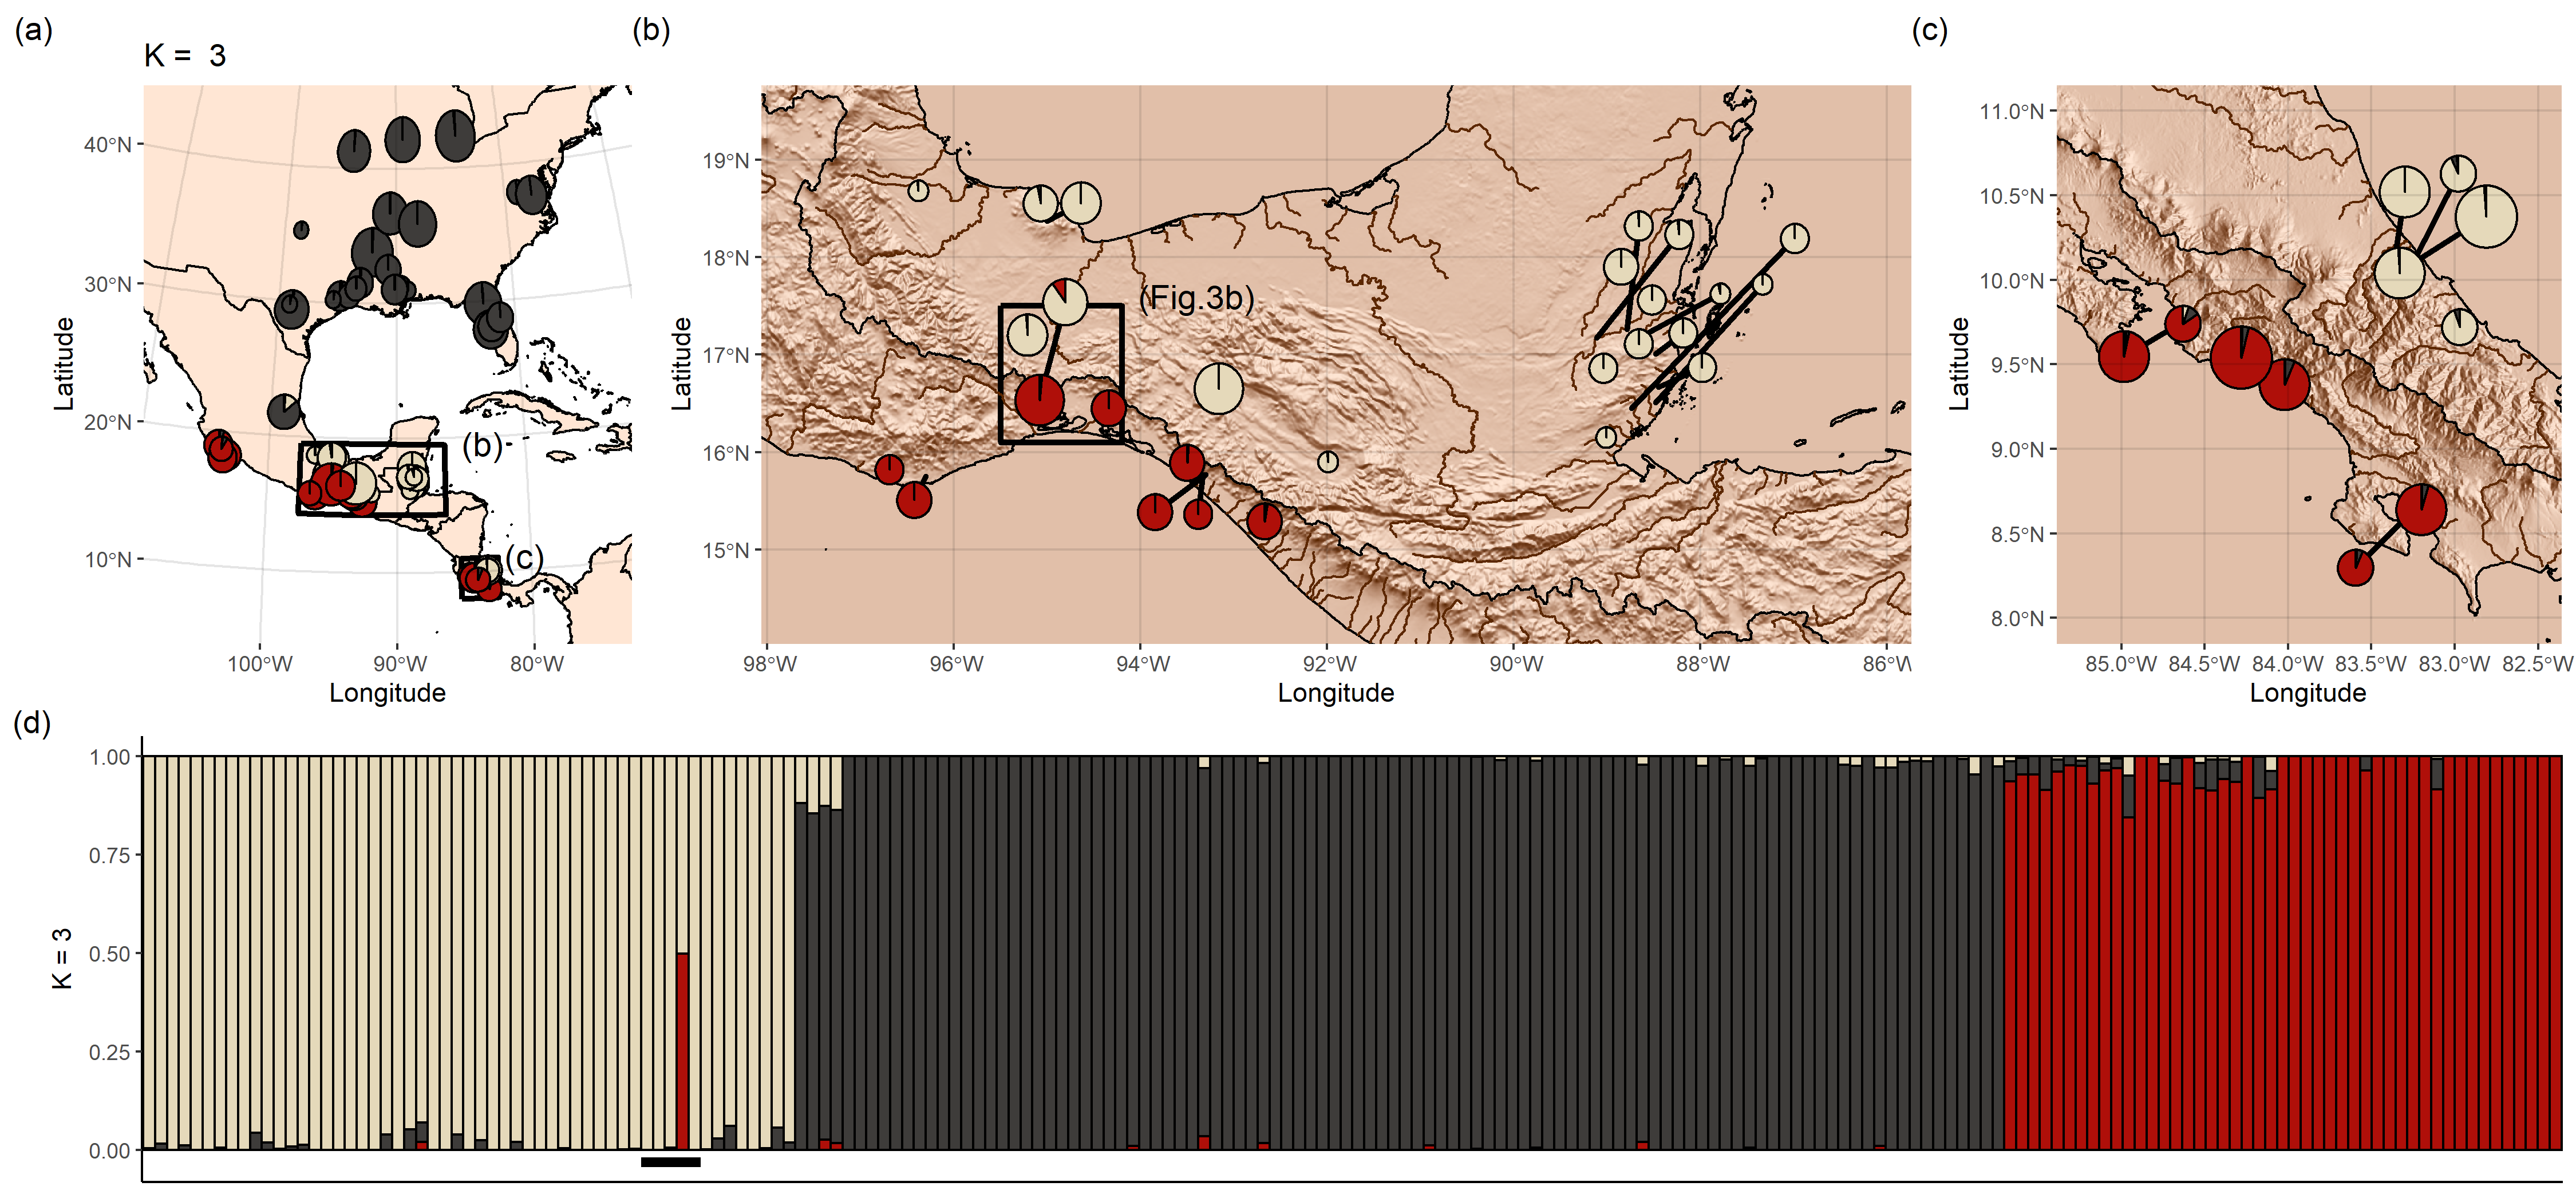 (a)
K = 3
40°N
30°N
20°N
10°N
Latitude
(b)
(c)
100°W 90°W 80°W
Longitude
(b)
19°N
18°N
17°N
16°N
15°N
Latitude
(Fig.3b)
98°W 96°W 94°W 92°W 90°W 88°W 86°W
Longitude
(c)
11.0°N
10.5°N
10.0°N
9.5°N
9.0°N
8.5°N
8.0°N
Latitude
85.0°W 84.5°W 84.0°W 83.5°W 83.0°W 82.5°W
Longitude
(d)
1.00
0.75
0.50
0.25
0.00
K = 3